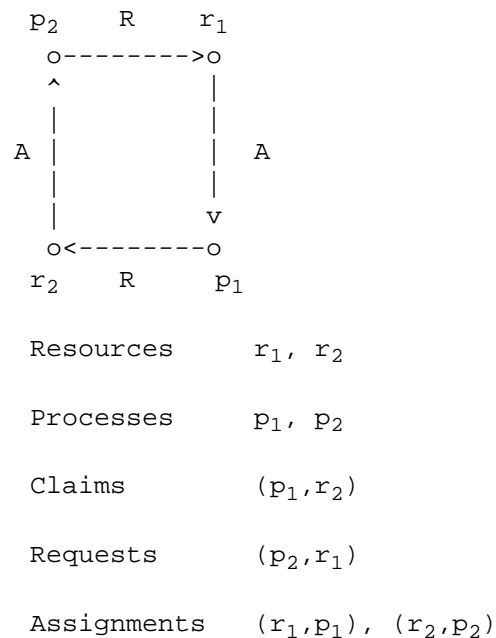 p2 R r1
o-------->o
^ |
| |
A | | A
| |
| v
o<--------o
r2 R p1
Resources r1, r2
Processes p1, p2
Claims (p1,r2)
Requests (p2,r1)
Assignments (r1,p1), (r2,p2)